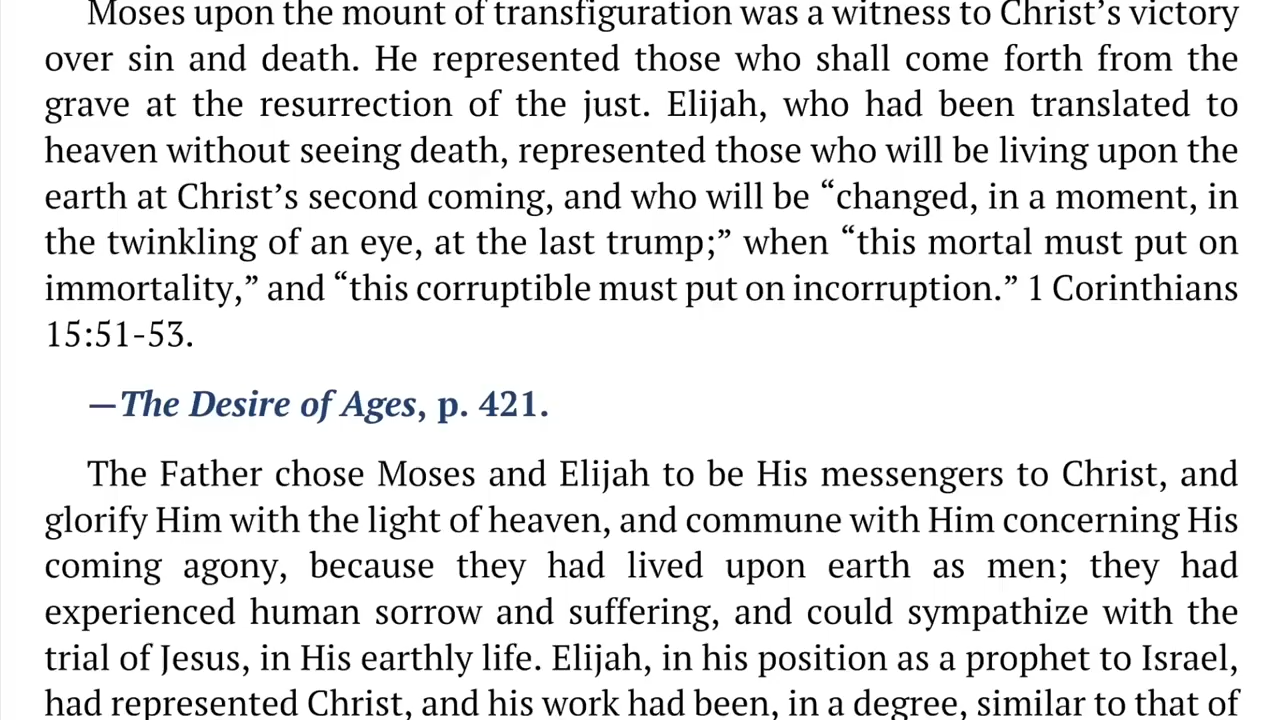 Moses upon the mount of transfiguration was a witness to Christ’s victory
over sin and death. He represented those who shall come forth from the
grave at the resurrection of the just. Elijah, who had been translated to
heaven without seeing death, represented those who will be living upon the
earth at Christ’s second coming, and who will be “changed, in a moment, in
the twinkling of an eye, at the last trump;” when “this mortal must put on
immortality,” and “this corruptible must put on incorruption.” 1 Corinthians
15:51-53.
—The Desire of Ages, p. 421.
The Father chose Moses and Elijah to be His messengers to Christ, and
glorify Him with the light of heaven, and commune with Him concerning His
coming agony, because they had lived upon earth as men; they had
experienced human sorrow and suffering, and could sympathize with the
trial of Jesus, in His earthly life. Elijah, in his position as a prophet to Israel,
had represented Christ, and his work had been, in a degree, similar to that of